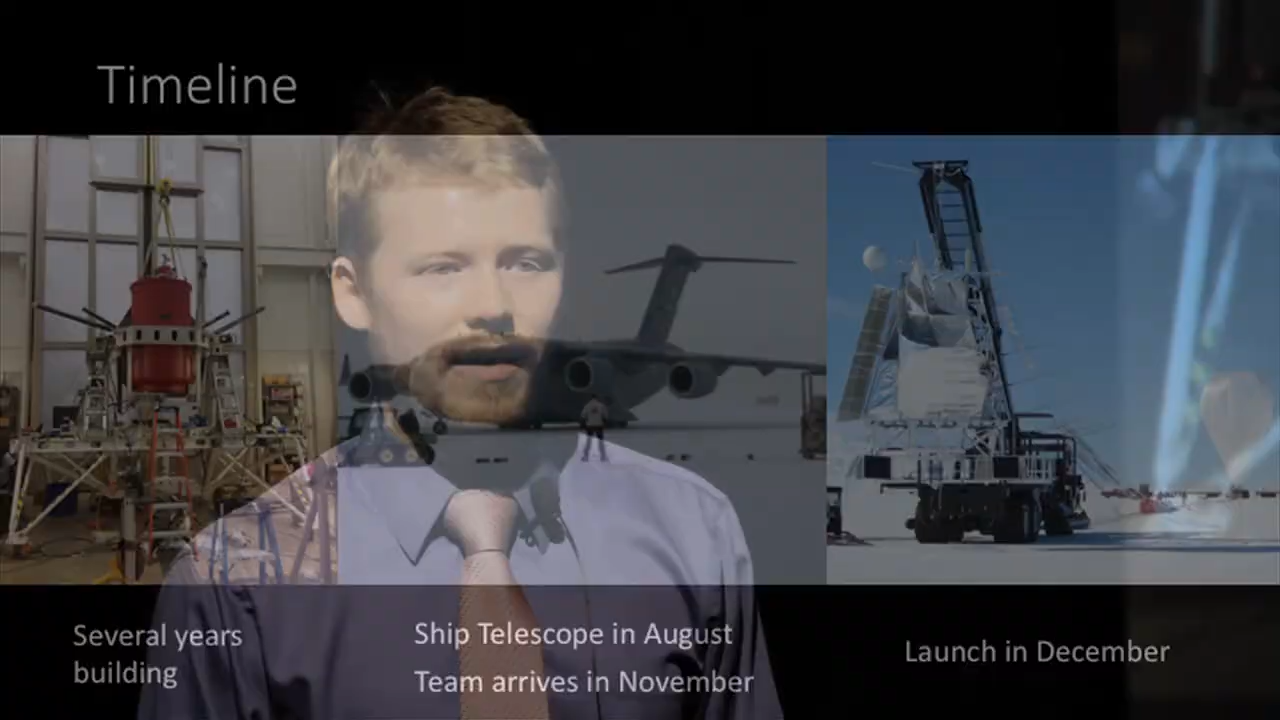 Timeline
Several years
building
Ship Telescope in August
Team arrives in November
Launch in December